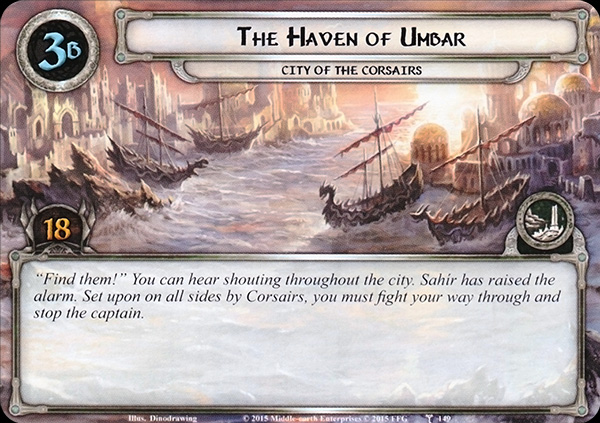 3B
THE HAVEN OF UMBAR
CITY OF THE CORSAIRS
18
“Find them!” You can hear shouting throughout the city. Sahír has raised the
alarm. Set upon on all sides by Corsairs, you must fight your way through and
stop the captain.
Illus. Dinodrawing © 2015 Middle-earth Enterprises © 2015 FFG 149